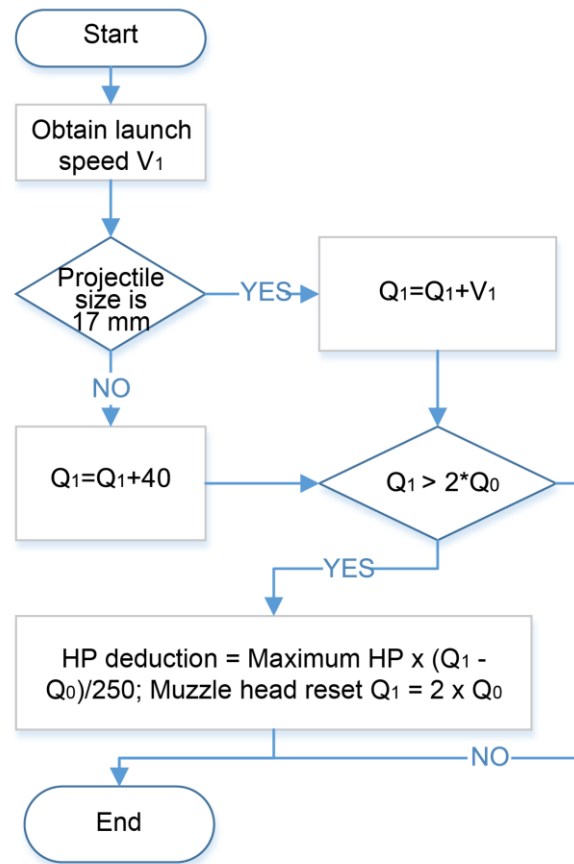 Start
Obtain launch
speed V₁
Projectile
size is
17 mm
YES
Q₁=Q₁+V₁
NO
Q₁=Q₁+40
Q₁ > 2*Q₀
YES
HP deduction = Maximum HP x (Q₁ -
Q₀)/250; Muzzle head reset Q₁ = 2 x Q₀
NO
End